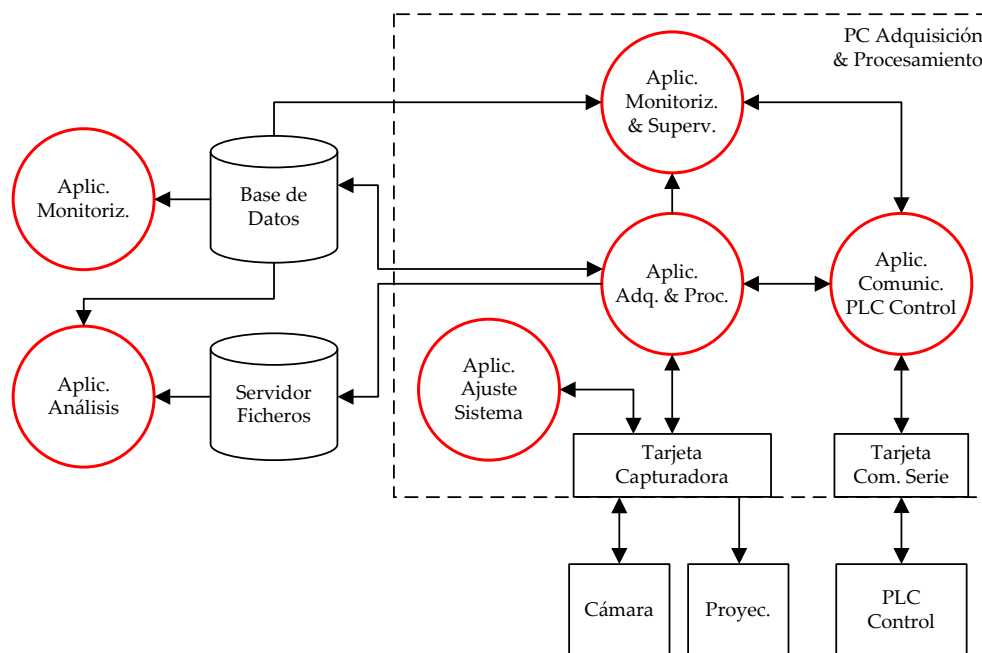 PC Adquisición
& Procesamiento
Aplic.
Monitoriz.
& Superv.
Aplic.
Monitoriz.
Base de
Datos
Aplic.
Adq. & Proc.
Aplic.
Comunic.
PLC Control
Aplic.
Análisis
Servidor
Ficheros
Aplic.
Ajuste
Sistema
Tarjeta
Capturadora
Tarjeta
Com. Serie
Cámara
Proyec.
PLC
Control